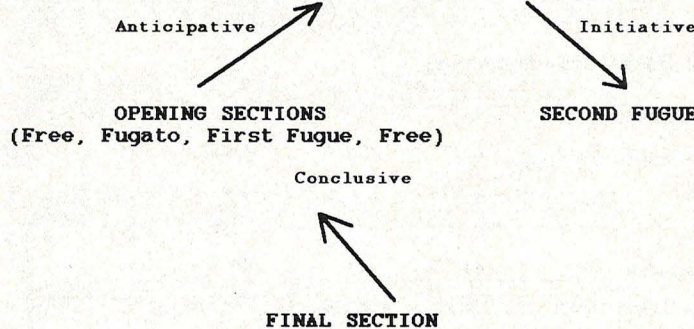 Anticipative
Initiative
OPENING SECTIONS
SECOND FUGUE
(Free, Fugato, First Fugue, Free)
Conclusive
FINAL SECTION